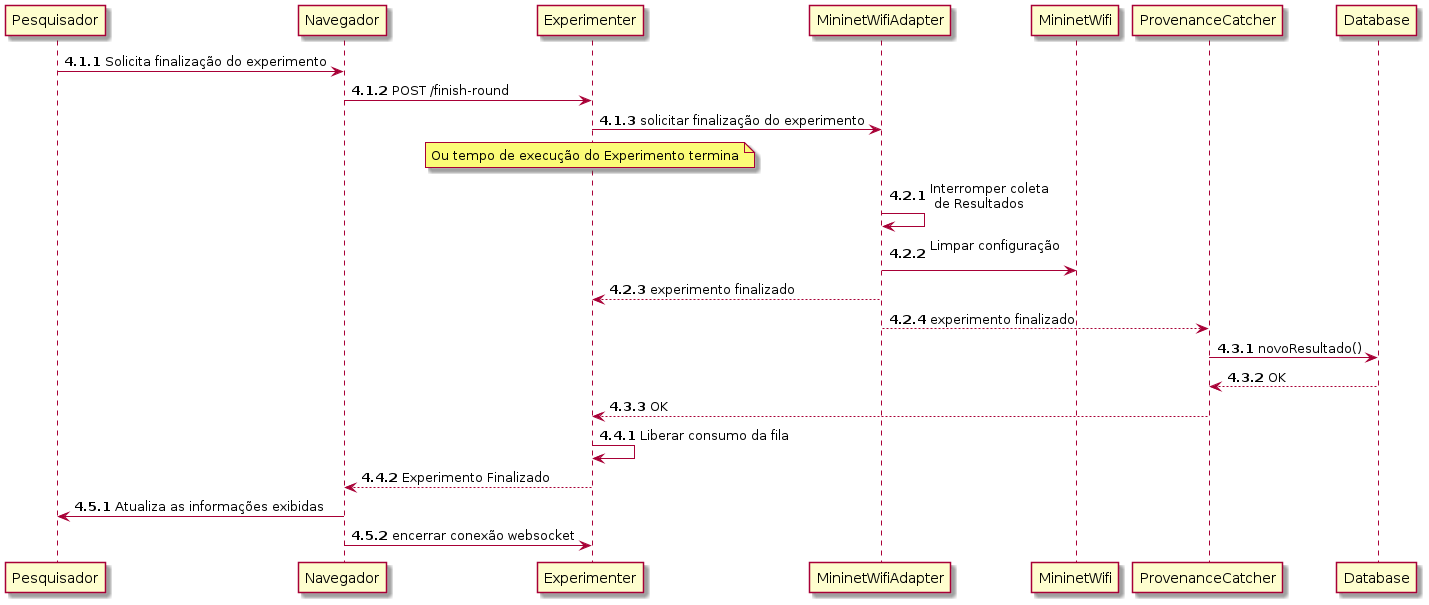 Pesquisador Navegador Experimenter MininetWifiAdapter MininetWifi ProvenanceCatcher Database
4.1.1 Solicita finalização do experimento
4.1.2 POST /finish-round
4.1.3 solicitar finalização do experimento
Ou tempo de execução do Experimento termina
4.2.1 Interromper coleta
de Resultados
4.2.2 Limpar configuração
4.2.3 experimento finalizado
4.2.4 experimento finalizado
4.3.1 novoResultado()
4.3.2 OK
4.3.3 OK
4.4.1 Liberar consumo da fila
4.4.2 Experimento Finalizado
4.5.1 Atualiza as informações exibidas
4.5.2 encerrar conexão websocket
Pesquisador Navegador Experimenter MininetWifiAdapter MininetWifi ProvenanceCatcher Database